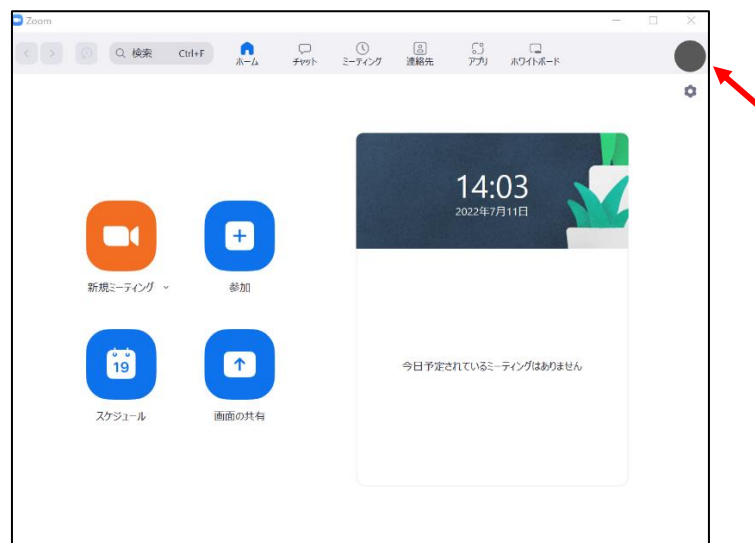 Zoom
検索 Ctrl+F
ホーム チャット ミーティング 連絡先 アプリ ホワイトボード
14:03
2022年7月11日
新規ミーティング 参加
今日予定されているミーティングはありません
19
スケジュール 画面の共有